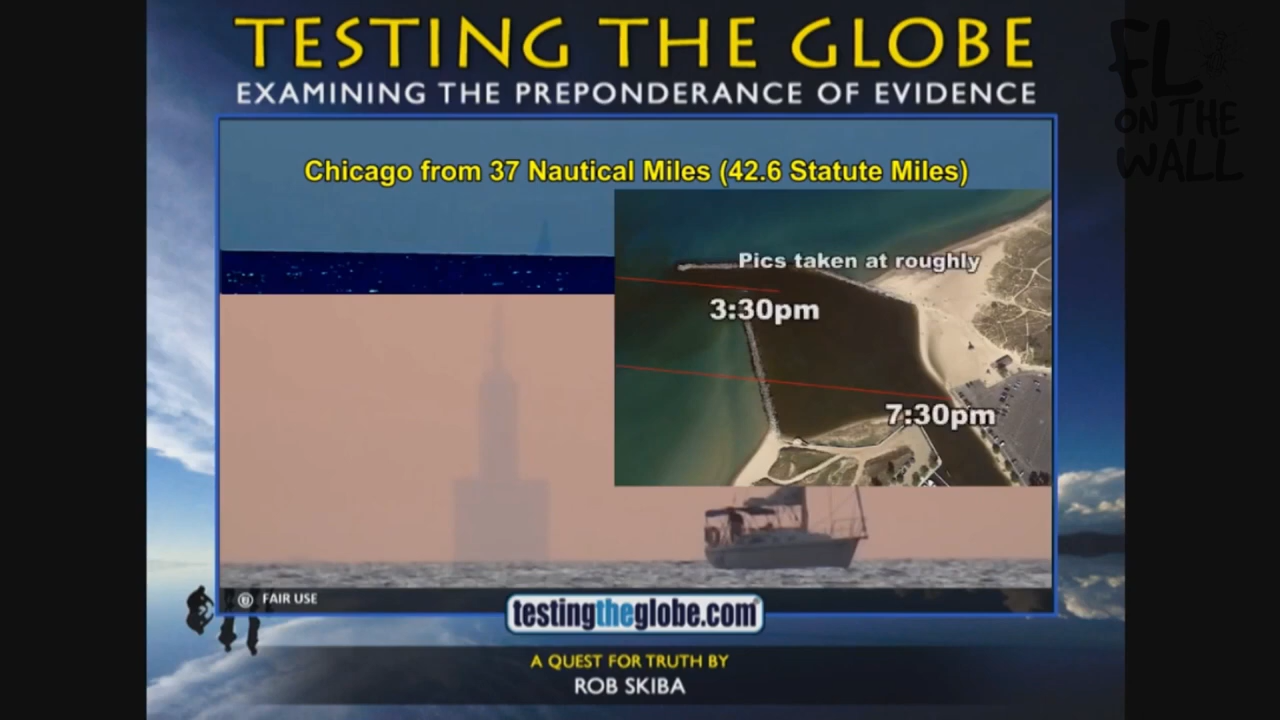 TESTING THE GLOBE
EXAMINING THE PREPONDERANCE OF EVIDENCE
FL
ON THE
WALL
Chicago from 37 Nautical Miles (42.6 Statute Miles)
Pics taken at roughly
3:30pm
7:30pm
FAIR USE
testingtheglobe.com
A QUEST FOR TRUTH BY
ROB SKIBA